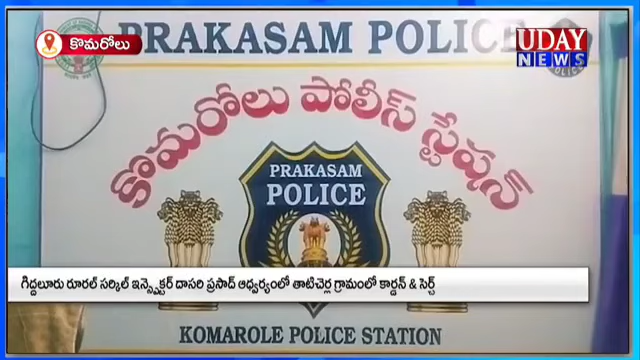 కొమరోలు
PRAKASAM POLICE
UDAY
NEWS
కొమరోలు పోలీస్ స్టేషన్
PRAKASAM
POLICE
గిద్దలూరు రూరల్ సర్కిల్ ఇన్స్పెక్టర్ దాసరి ప్రసాద్ ఆధ్వర్యంలో తాటిచెర్ల గ్రామంలో కార్డన్ & సెర్చ్
KOMAROLE POLICE STATION